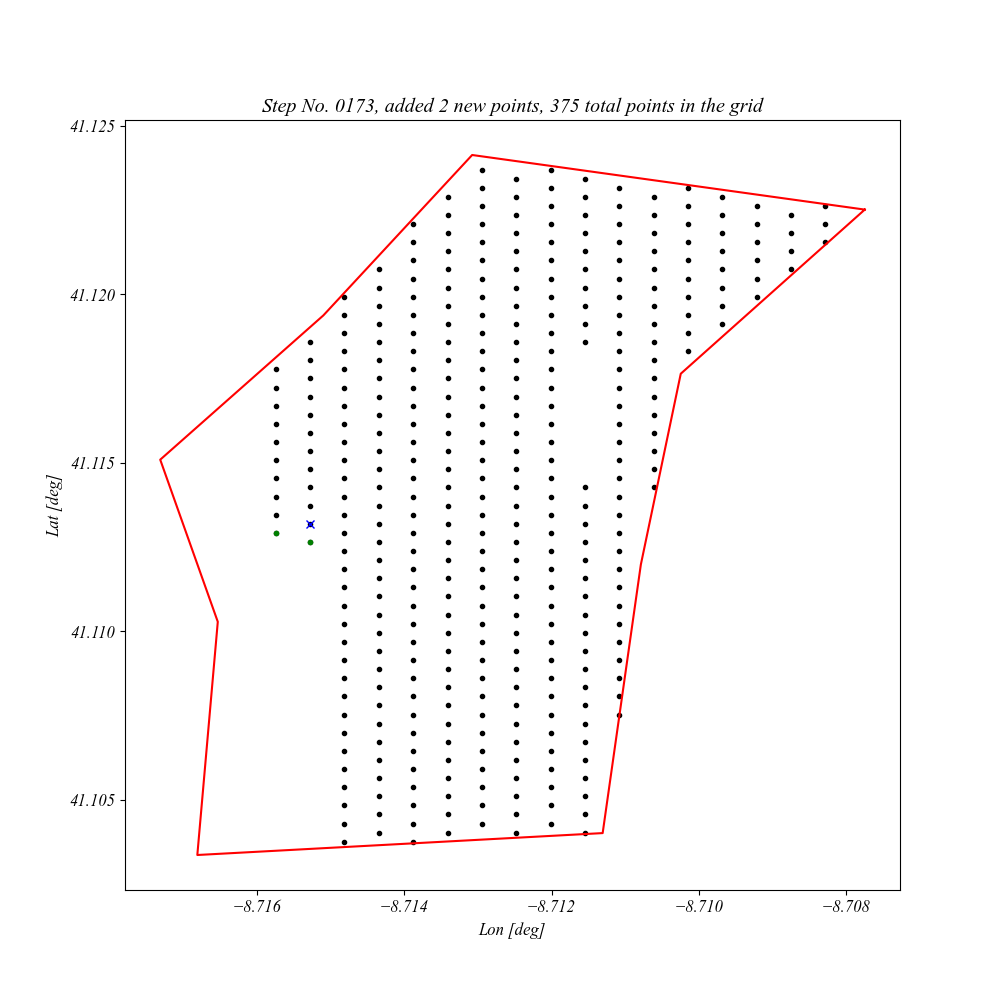 Step No. 0173, added 2 new points, 375 total points in the grid
41.125
41.120
41.115
41.110
41.105
Lat [deg]
−8.716 −8.714 −8.712 −8.710 −8.708
Lon [deg]